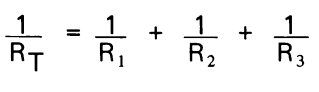 1/R_T = 1/R_1 + 1/R_2 + 1/R_3